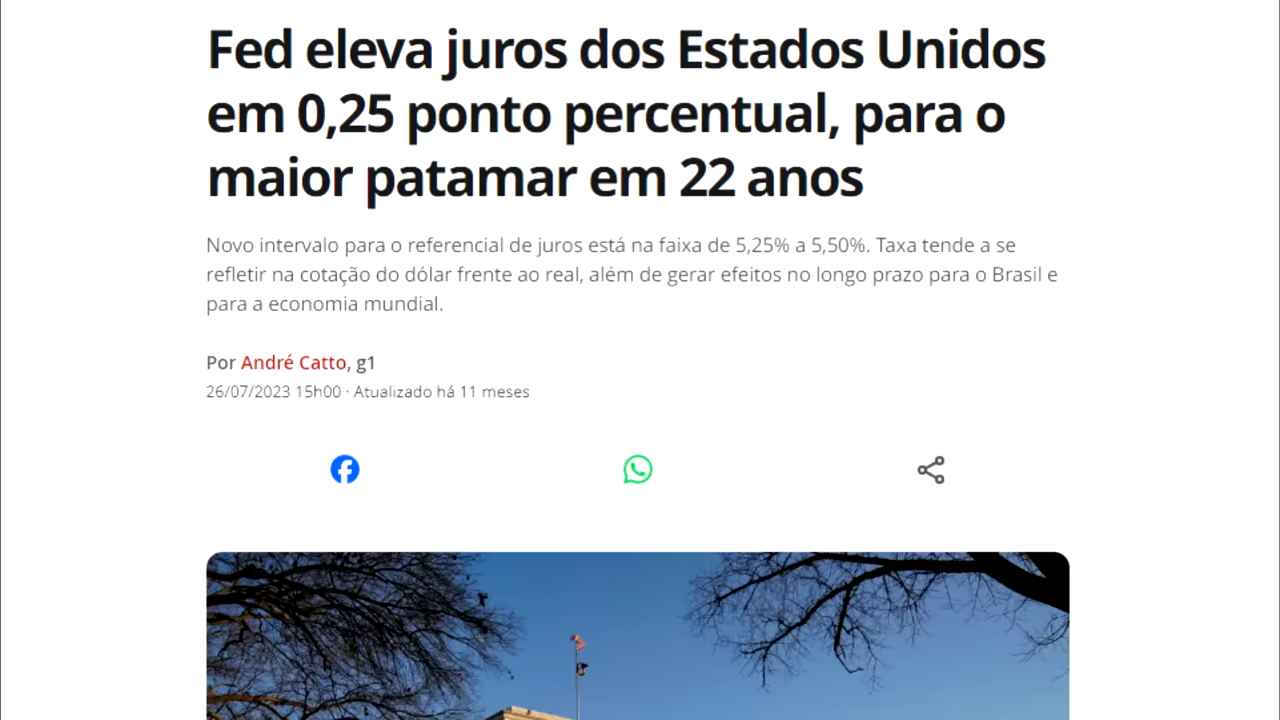 Fed eleva juros dos Estados Unidos
em 0,25 ponto percentual, para o
maior patamar em 22 anos
Novo intervalo para o referencial de juros está na faixa de 5,25% a 5,50%. Taxa tende a se
refletir na cotação do dólar frente ao real, além de gerar efeitos no longo prazo para o Brasil e
para a economia mundial.
Por André Catto, g1
26/07/2023 15h00 · Atualizado há 11 meses